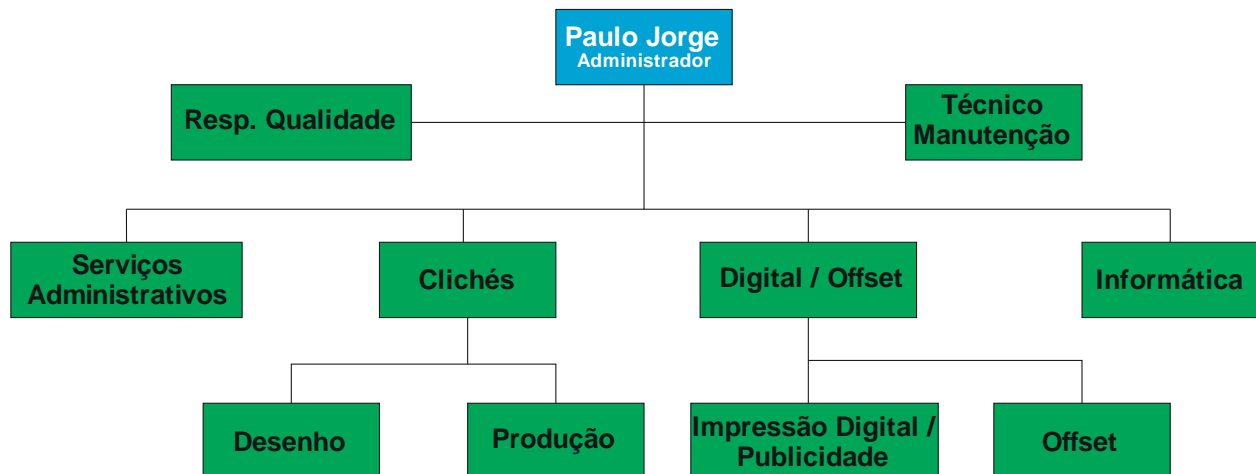 Paulo Jorge
Administrador
Resp. Qualidade
Técnico
Manutenção
Serviços
Administrativos
Clichés
Digital / Offset
Informática
Desenho
Produção
Impressão Digital /
Publicidade
Offset